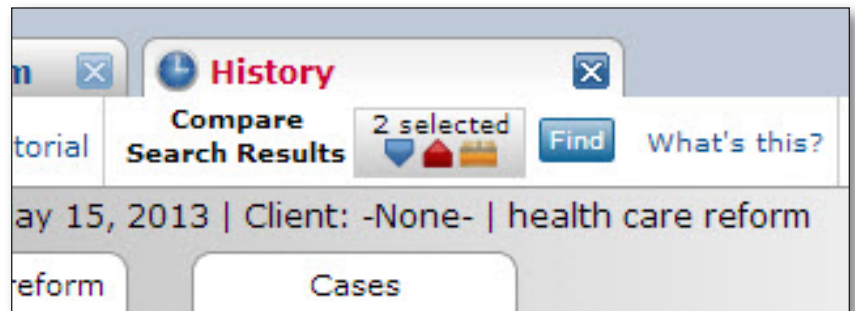 m History
torial Compare Search Results 2 selected Find What's this?
ay 15, 2013 | Client: -None- | health care reform
reform Cases